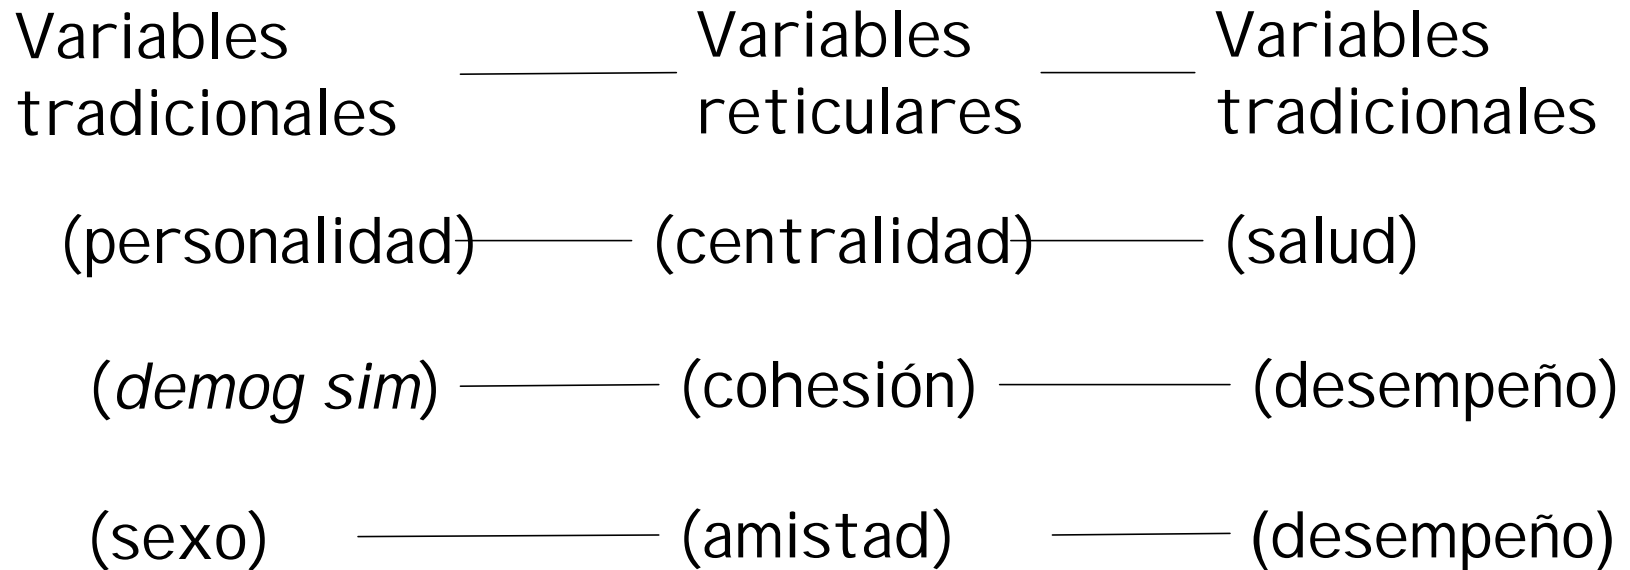 Variables tradicionales
Variables reticulares
Variables tradicionales
(personalidad) (centralidad) (salud)
(demog sim) (cohesión) (desempeño)
(sexo) (amistad) (desempeño)